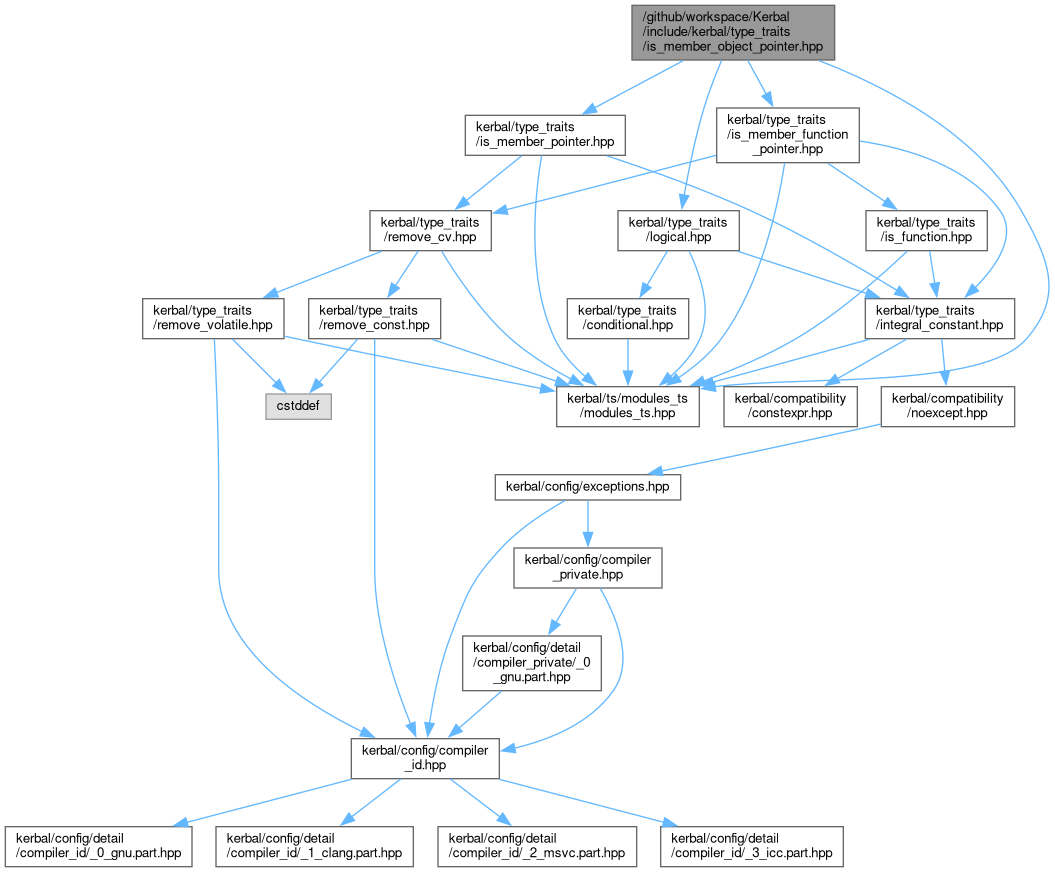 /github/workspace/Kerbal
/include/kerbal/type_traits
/is_member_object_pointer.hpp
kerbal/type_traits
/is_member_pointer.hpp
kerbal/type_traits
/is_member_function
_pointer.hpp
kerbal/type_traits
/remove_cv.hpp
kerbal/type_traits
/logical.hpp
kerbal/type_traits
/is_function.hpp
kerbal/type_traits
/remove_volatile.hpp
kerbal/type_traits
/remove_const.hpp
kerbal/type_traits
/conditional.hpp
kerbal/type_traits
/integral_constant.hpp
cstddef
kerbal/ts/modules_ts
/modules_ts.hpp
kerbal/compatibility
/constexpr.hpp
kerbal/compatibility
/noexcept.hpp
kerbal/config/exceptions.hpp
kerbal/config/compiler
_private.hpp
kerbal/config/detail
/compiler_private/_0
_gnu.part.hpp
kerbal/config/compiler
_id.hpp
kerbal/config/detail
/compiler_id/_0_gnu.part.hpp
kerbal/config/detail
/compiler_id/_1_clang.part.hpp
kerbal/config/detail
/compiler_id/_2_msvc.part.hpp
kerbal/config/detail
/compiler_id/_3_icc.part.hpp